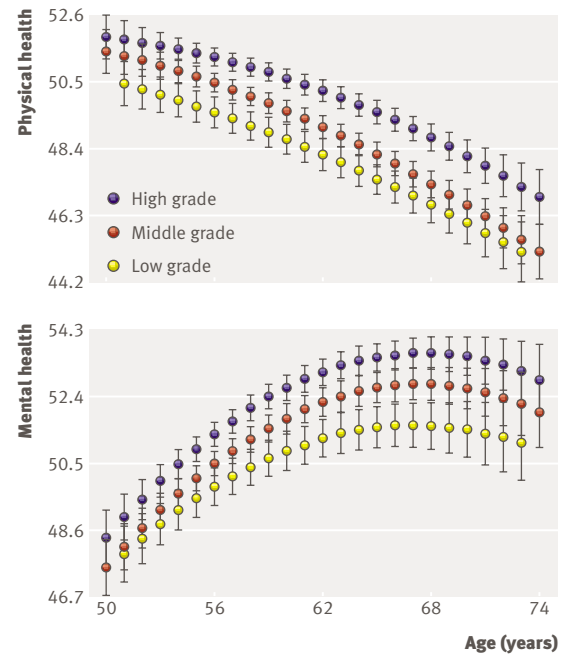 Physical health
52.6
50.5
48.4
46.3
44.2
High grade
Middle grade
Low grade
Mental health
54.3
52.4
50.5
48.6
46.7
50 56 62 68 74
Age (years)